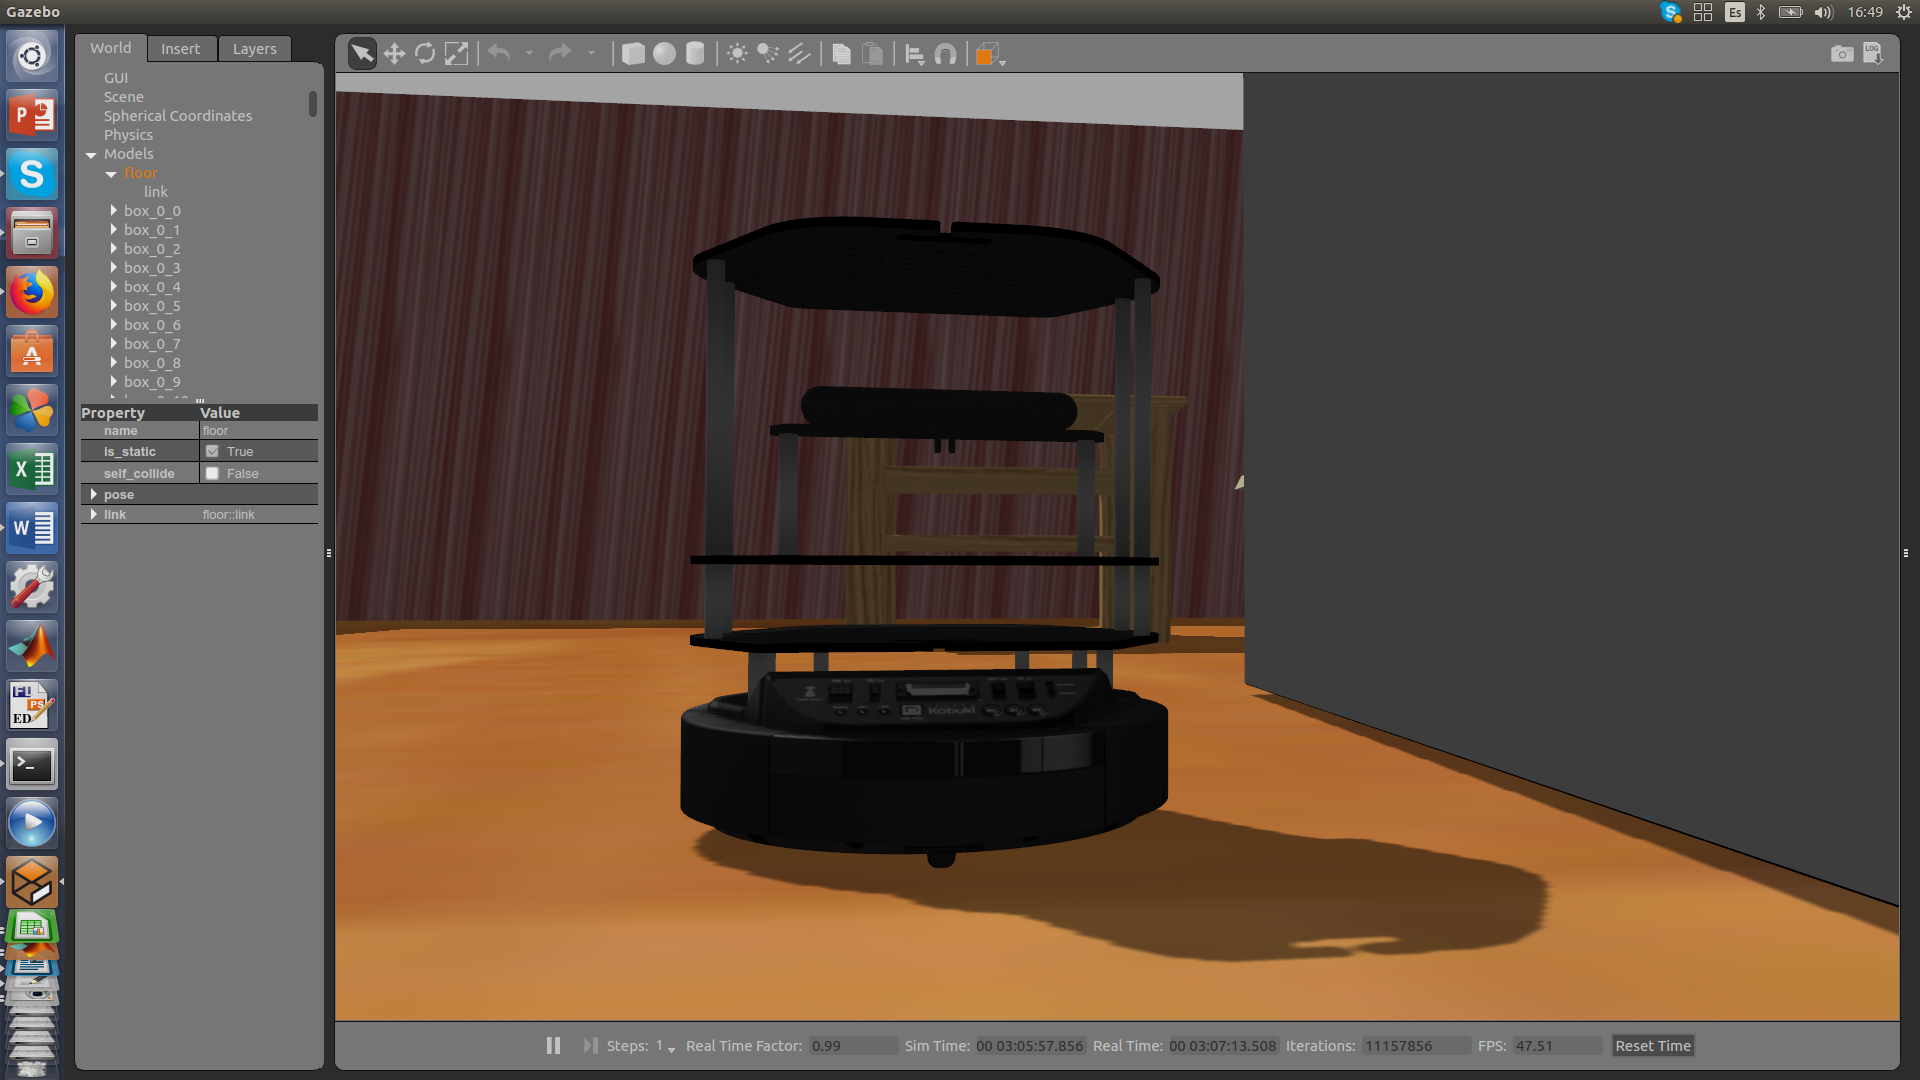 Gazebo
Es
16:49
World
Insert
Layers
LOG
GUI
Scene
Spherical Coordinates
Physics
Models
floor
link
box_0_0
box_0_1
box_0_2
box_0_3
box_0_4
box_0_5
box_0_6
box_0_7
box_0_8
box_0_9
Property Value
name floor
is_static True
self_collide False
pose
link floor::link
Kobuki
Steps: 1
Real Time Factor: 0.99
Sim Time: 00 03:05:57.856
Real Time: 00 03:07:13.508
Iterations: 11157856
FPS: 47.51
Reset Time